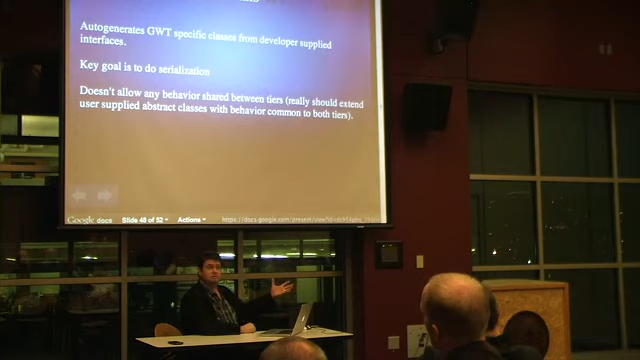 Autogenerates GWT specific classes from developer supplied
interfaces.
Key goal is to do serialization
Doesn't allow any behavior shared between tiers (really should extend
user supplied abstract classes with behavior common to both tiers).
Google docs Slide 48 of 52 Actions